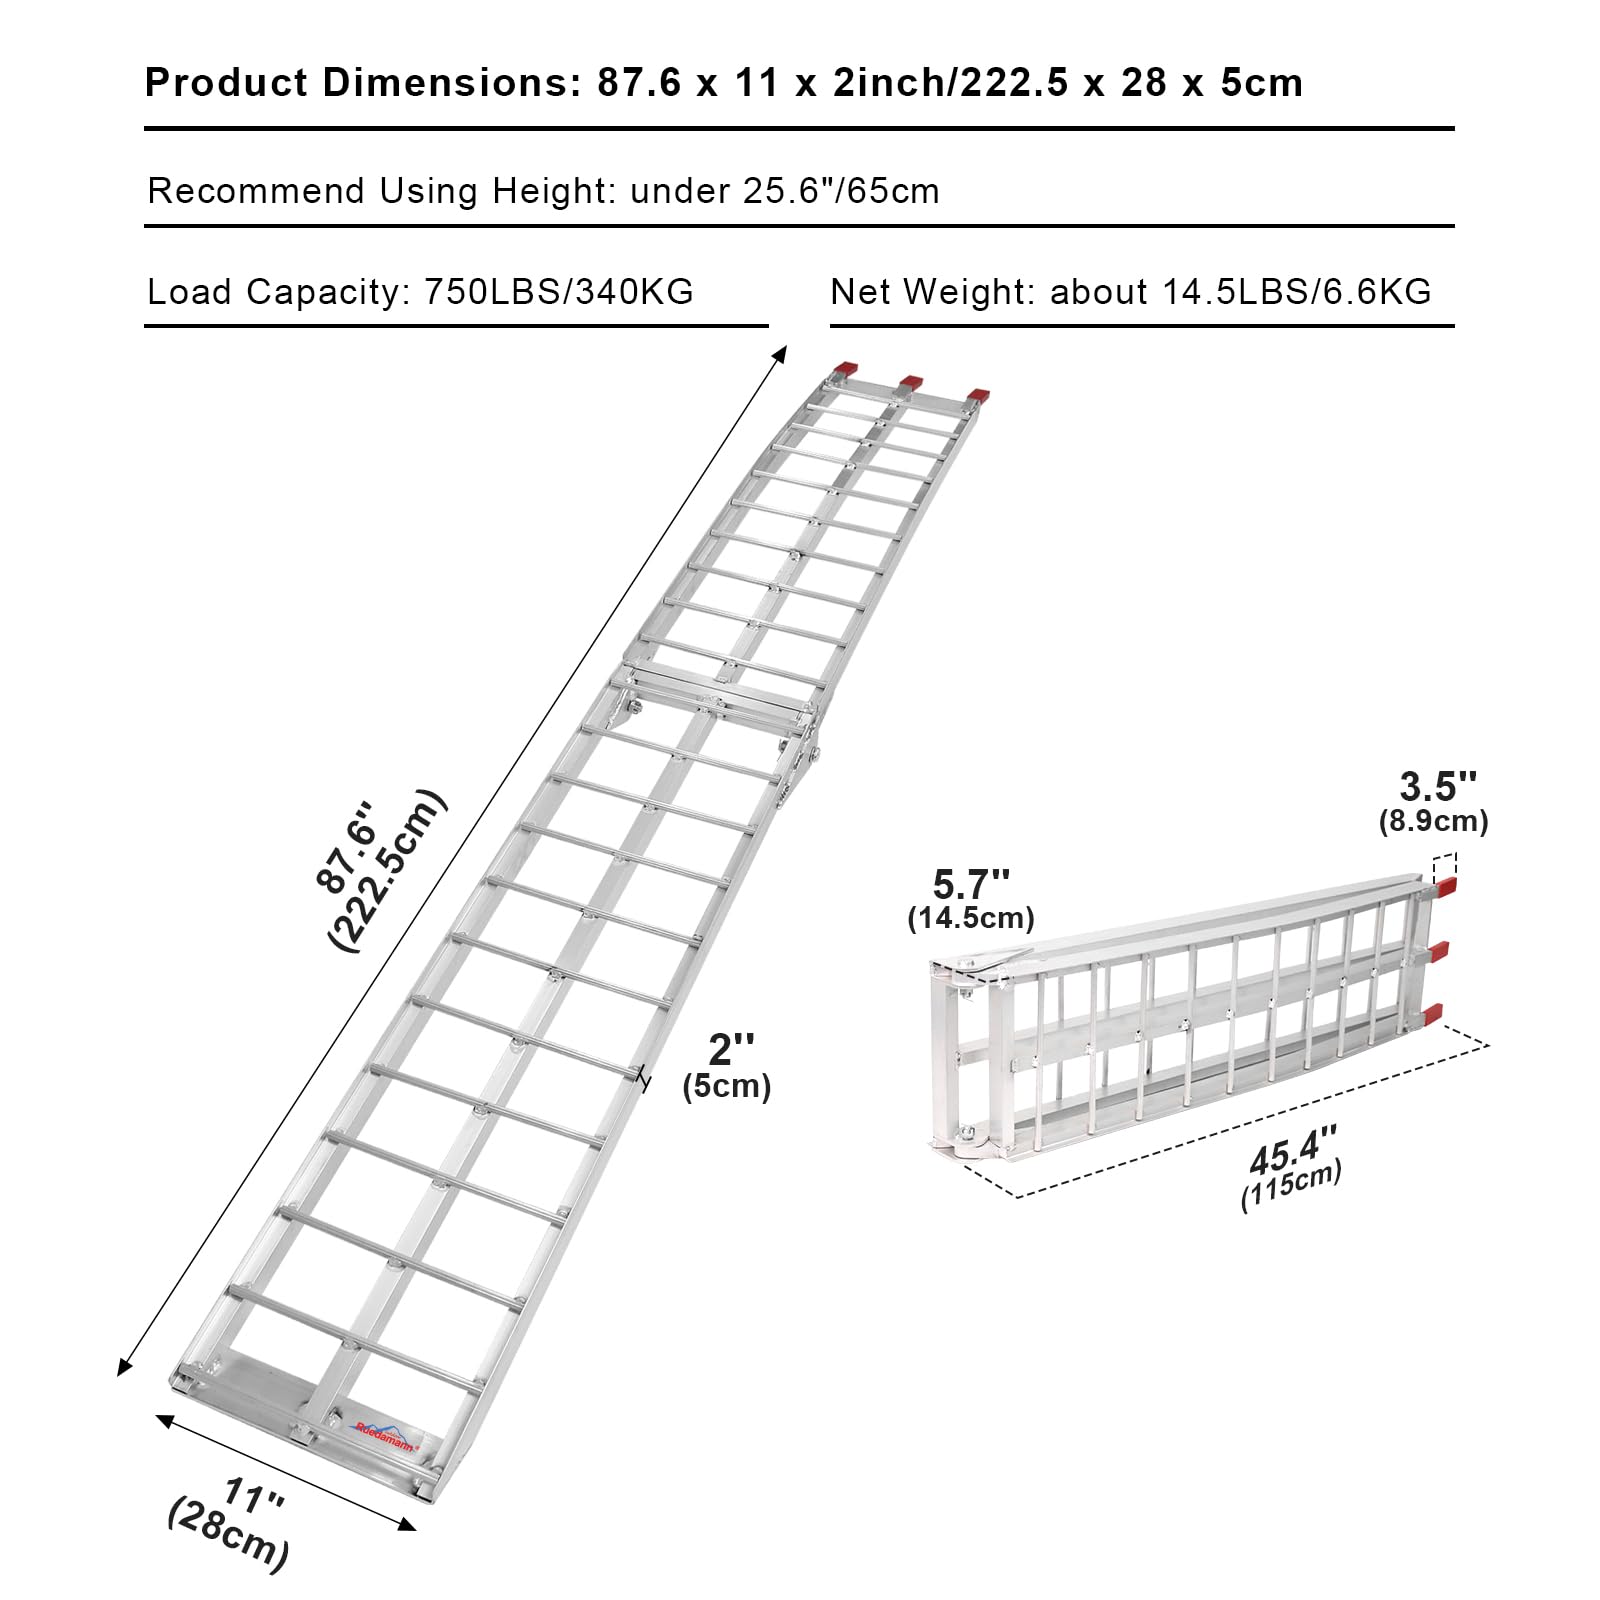 Product Dimensions: 87.6 x 11 x 2inch/222.5 x 28 x 5cm
Recommend Using Height: under 25.6"/65cm
Load Capacity: 750LBS/340KG
Net Weight: about 14.5LBS/6.6KG
87.6"
(222.5cm)
3.5"
(8.9cm)
5.7"
(14.5cm)
2"
(5cm)
45.4"
(115cm)
Ruedamann®
11"
(28cm)